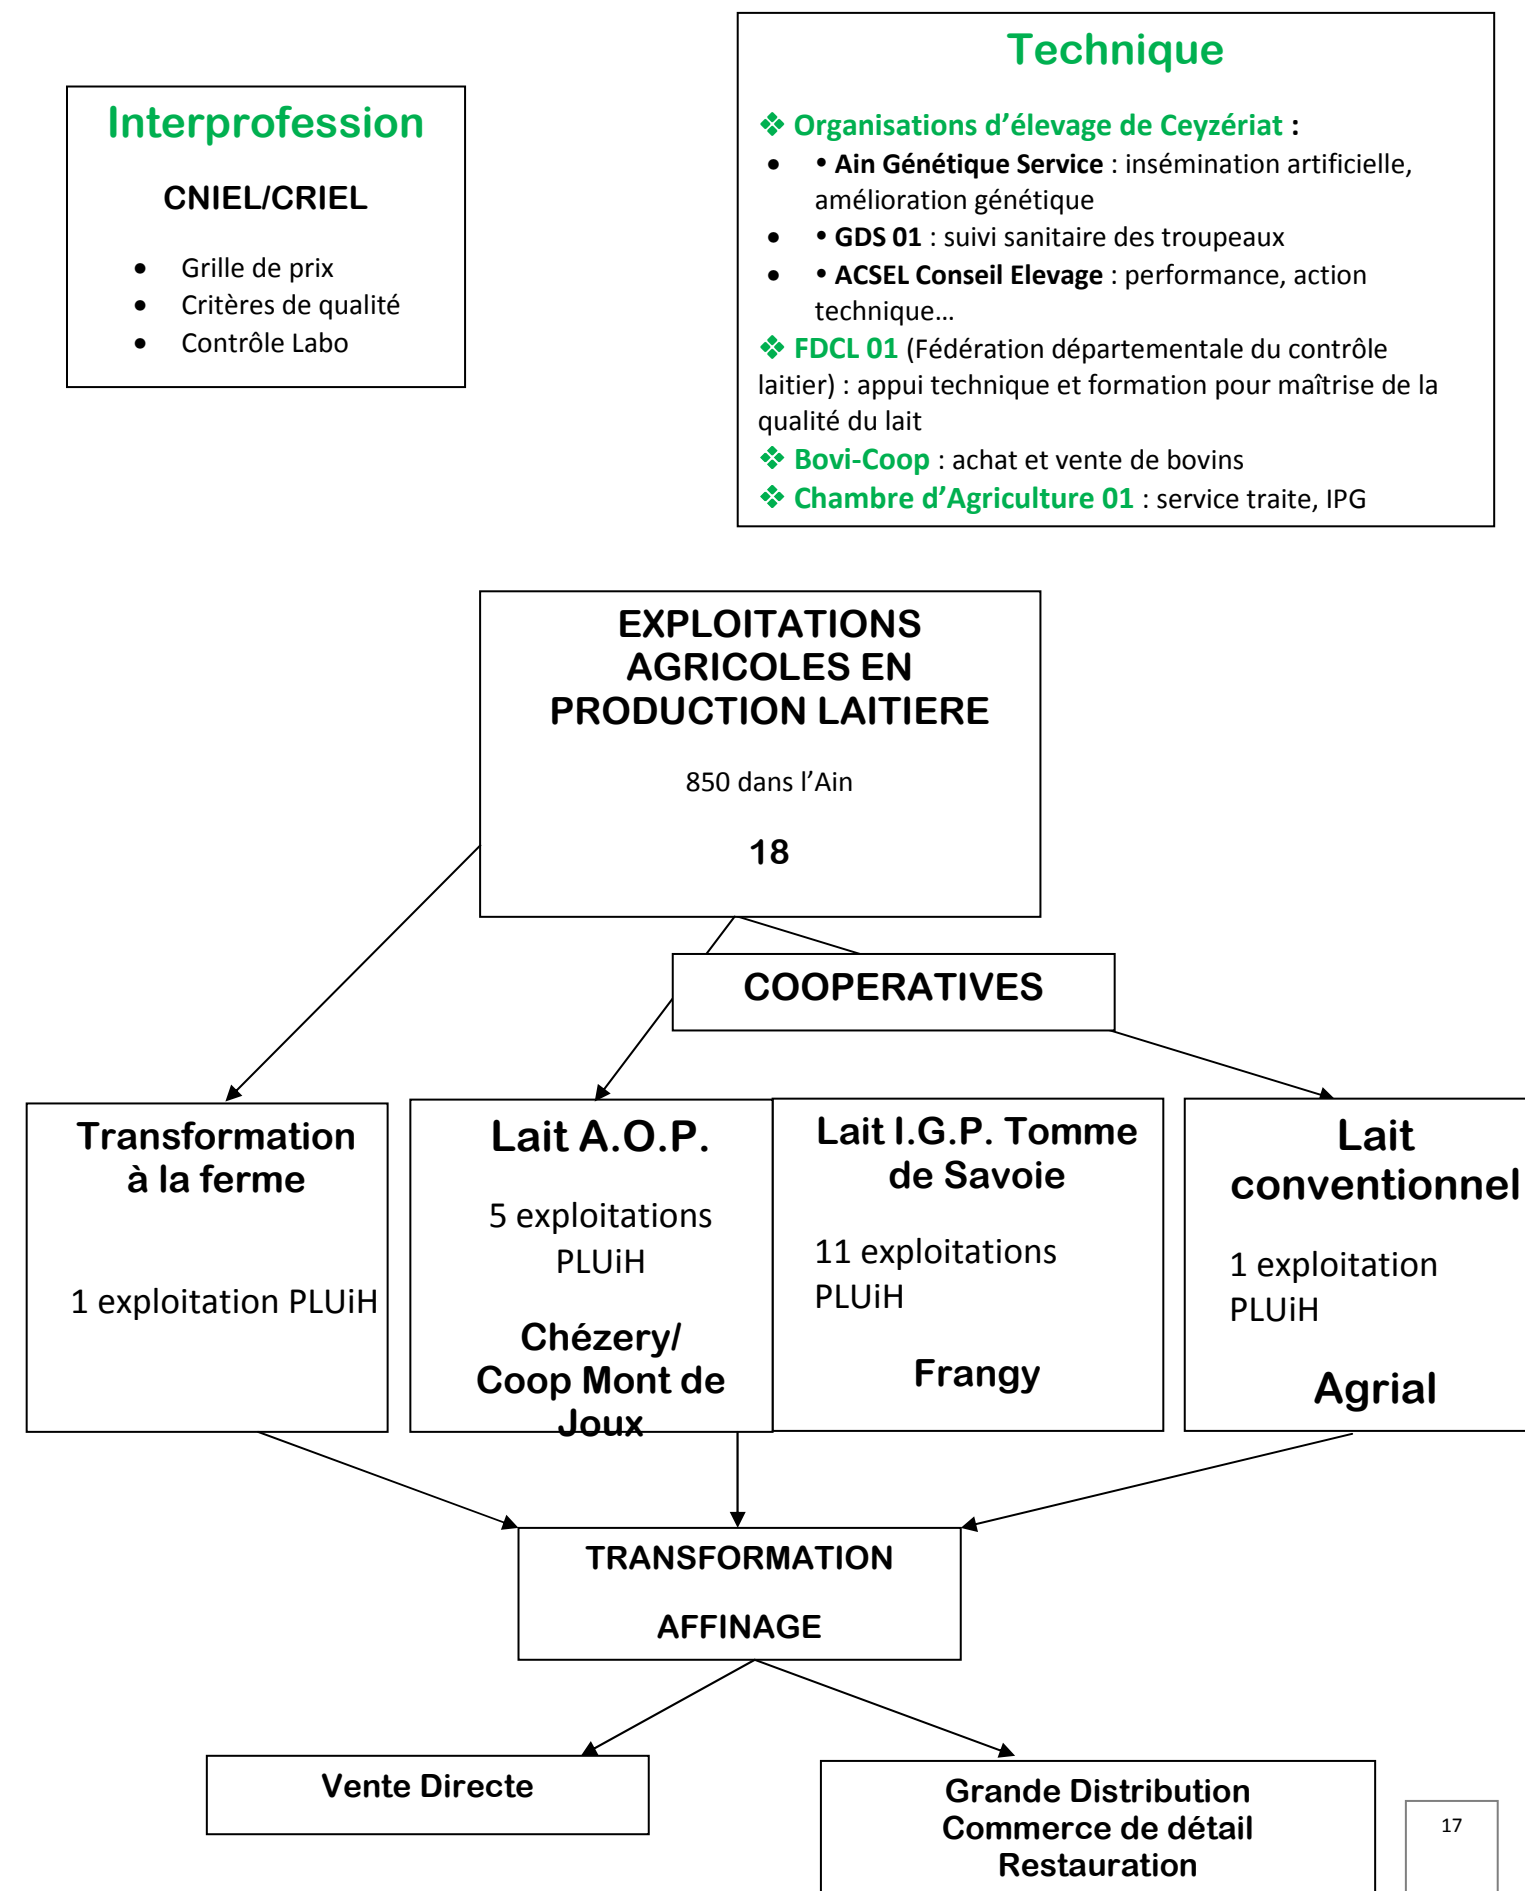 Interprofession
CNIEL/CRIEL
• Grille de prix
• Critères de qualité
• Contrôle Labo
Technique
❖ Organisations d’élevage de Ceyzériat :
• • Ain Génétique Service : insémination artificielle,
amélioration génétique
• • GDS 01 : suivi sanitaire des troupeaux
• • ACSEL Conseil Elevage : performance, action
technique…
❖ FDCL 01 (Fédération départementale du contrôle
laitier) : appui technique et formation pour maîtrise de la
qualité du lait
❖ Bovi-Coop : achat et vente de bovins
❖ Chambre d’Agriculture 01 : service traite, IPG
EXPLOITATIONS
AGRICOLES EN
PRODUCTION LAITIERE
850 dans l’Ain
18
COOPERATIVES
Transformation
à la ferme
1 exploitation PLUiH
Lait A.O.P.
5 exploitations
PLUiH
Chézery/
Coop Mont de
Joux
Lait I.G.P. Tomme
de Savoie
11 exploitations
PLUiH
Frangy
Lait
conventionnel
1 exploitation
PLUiH
Agrial
TRANSFORMATION
AFFINAGE
Vente Directe
Grande Distribution
Commerce de détail
Restauration
17